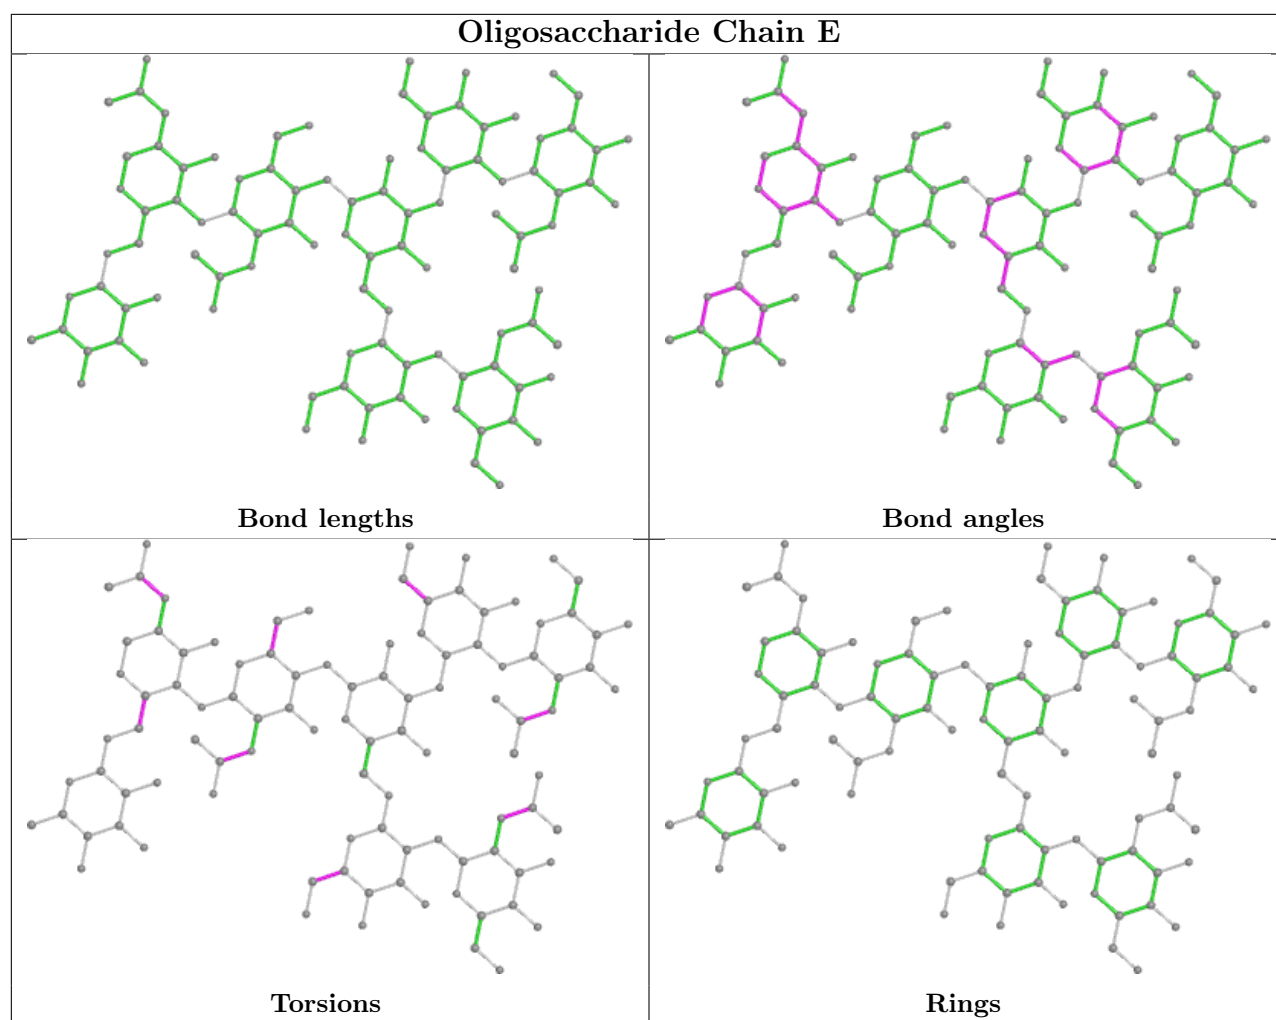 Oligosaccharide Chain E
Bond lengths
Bond angles
Torsions
Rings